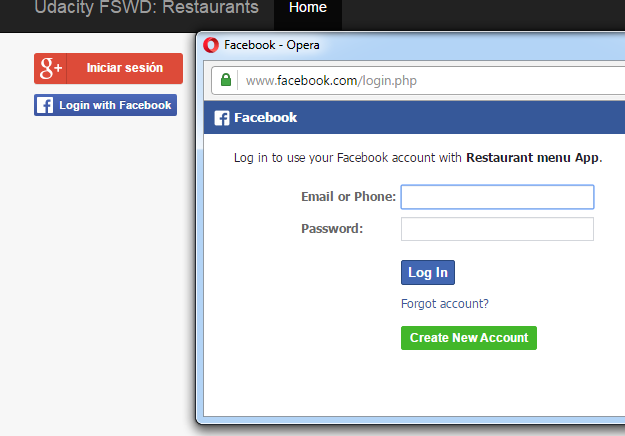 Udacity FSWD: Restaurants Home
g+ Iniciar sesión
f Login with Facebook
Facebook - Opera
www.facebook.com/login.php
f Facebook
Log in to use your Facebook account with Restaurant menu App.
Email or Phone:
Password:
Log In
Forgot account?
Create New Account